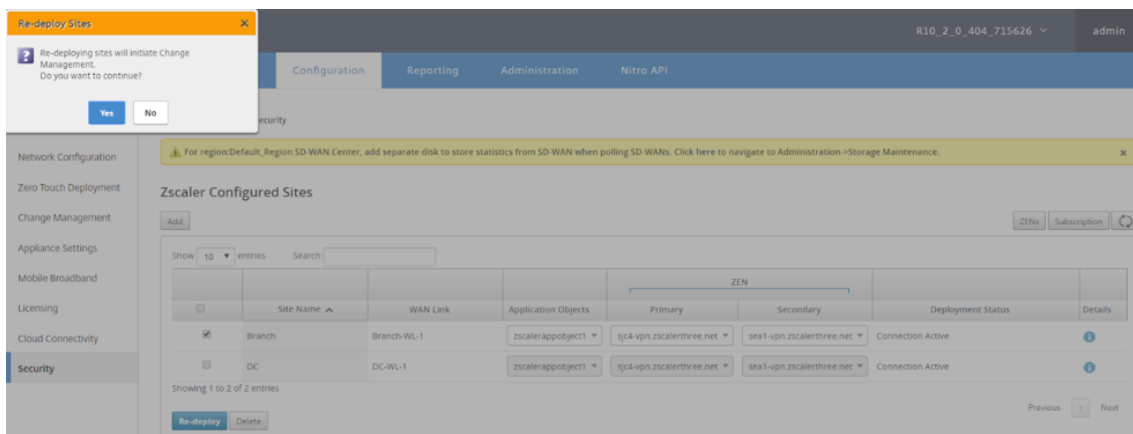 Re-deploy Sites
Re-deploying sites will initiate Change
Management.
Do you want to continue?
Yes No
R10_2_0_404_715626 admin
Configuration Reporting Administration Nitro API
ecurity
For region:Default_Region SD-WAN Center, add separate disk to store statistics from SD-WAN when polling SD-WANs. Click here to navigate to Administration->Storage Maintenance.
Network Configuration
Zero Touch Deployment
Change Management
Appliance Settings
Mobile Broadband
Licensing
Cloud Connectivity
Security
Zscaler Configured Sites
Add ZENs Subscription
Show 10 entries Search:
ZEN
Site Name WAN Link Application Objects Primary Secondary Deployment Status Details
Branch Branch-WL-1 zscalerappobject1 sjc4-vpn.zscalerthree.net sea1-vpn.zscalerthree.net Connection Active
DC DC-WL-1 zscalerappobject1 sjc4-vpn.zscalerthree.net sea1-vpn.zscalerthree.net Connection Active
Showing 1 to 2 of 2 entries
Previous 1 Next
Re-deploy Delete